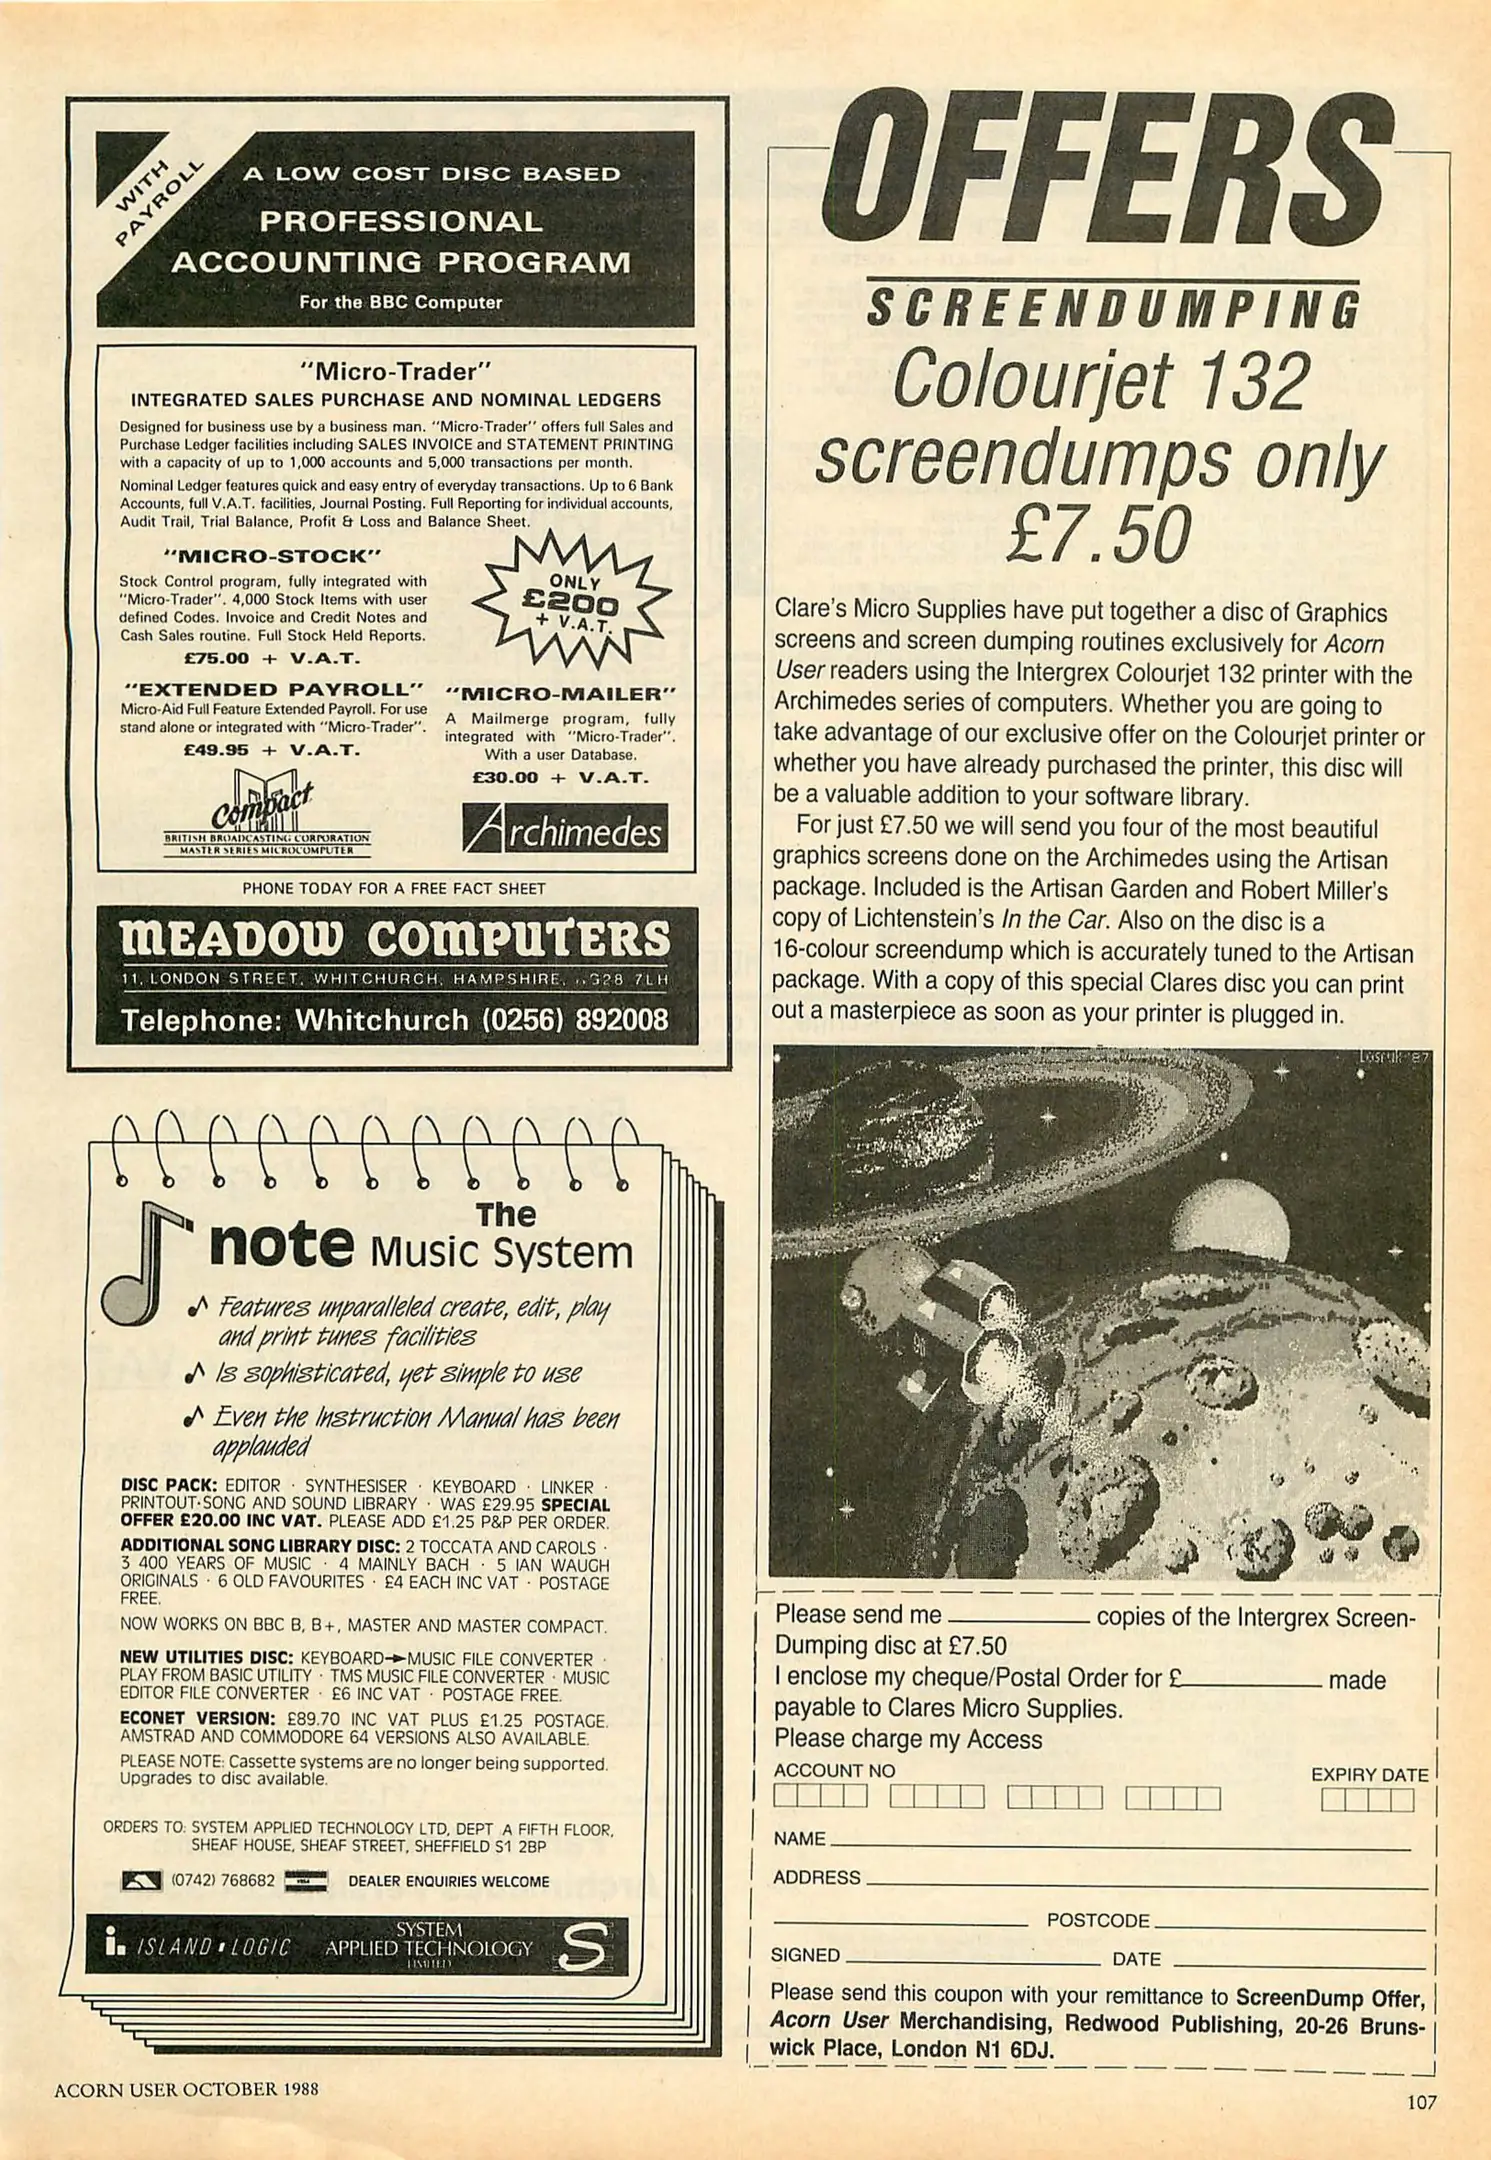 WITH
PAYROLL
A LOW COST DISC BASED
PROFESSIONAL
ACCOUNTING PROGRAM
For the BBC Computer
"Micro-Trader"
INTEGRATED SALES PURCHASE AND NOMINAL LEDGERS
Designed for business use by a business man. "Micro-Trader" offers full Sales and
Purchase Ledger facilities including SALES INVOICE and STATEMENT PRINTING
with a capacity of up to 1,000 accounts and 5,000 transactions per month.
Nominal Ledger features quick and easy entry of everyday transactions. Up to 6 Bank
Accounts, full V.A.T. facilities, Journal Posting. Full Reporting for individual accounts,
Audit Trail, Trial Balance, Profit & Loss and Balance Sheet.
"MICRO-STOCK"
Stock Control program, fully integrated with
"Micro-Trader". 4,000 Stock Items with user
defined Codes. Invoice and Credit Notes and
Cash Sales routine. Full Stock Held Reports.
£75.00 + V.A.T.
ONLY
£200
+ V.A.T.
"EXTENDED PAYROLL"
Micro-Aid Full Feature Extended Payroll. For use
stand alone or integrated with "Micro-Trader".
£49.95 + V.A.T.
"MICRO-MAILER"
A Mailmerge program, fully
integrated with "Micro-Trader".
With a user Database.
£30.00 + V.A.T.
Compact
BRITISH BROADCASTING CORPORATION
MASTER SERIES MICROCOMPUTER
Archimedes
PHONE TODAY FOR A FREE FACT SHEET
MEADOW COMPUTERS
11, LONDON STREET, WHITCHURCH, HAMPSHIRE, 7LH
Telephone: Whitchurch (0256) 892008
The
note Music System
Features unparalleled create, edit, play
and print tunes facilities
Is sophisticated, yet simple to use
Even the Instruction Manual has been
applauded
DISC PACK: EDITOR · SYNTHESISER · KEYBOARD · LINKER ·
PRINTOUT·SONG AND SOUND LIBRARY · WAS £29.95 SPECIAL
OFFER £20.00 INC VAT. PLEASE ADD £1.25 P&P PER ORDER.
ADDITIONAL SONG LIBRARY DISC: 2 TOCCATA AND CAROLS ·
3 400 YEARS OF MUSIC · 4 MAINLY BACH · 5 IAN WAUGH
ORIGINALS · 6 OLD FAVOURITES · £4 EACH INC VAT · POSTAGE
FREE.
NOW WORKS ON BBC B, B+, MASTER AND MASTER COMPACT.
NEW UTILITIES DISC: KEYBOARD→MUSIC FILE CONVERTER ·
PLAY FROM BASIC UTILITY · TMS MUSIC FILE CONVERTER · MUSIC
EDITOR FILE CONVERTER · £6 INC VAT · POSTAGE FREE.
ECONET VERSION: £89.70 INC VAT PLUS £1.25 POSTAGE.
AMSTRAD AND COMMODORE 64 VERSIONS ALSO AVAILABLE.
PLEASE NOTE: Cassette systems are no longer being supported.
Upgrades to disc available.
ORDERS TO: SYSTEM APPLIED TECHNOLOGY LTD, DEPT A FIFTH FLOOR,
SHEAF HOUSE, SHEAF STREET, SHEFFIELD S1 2BP
(0742) 768682 VISA DEALER ENQUIRIES WELCOME
i. ISLAND LOGIC
SYSTEM
APPLIED TECHNOLOGY
LIMITED
S
ACORN USER OCTOBER 1988
OFFERS
SCREENDUMPING
Colourjet 132
screendumps only
£7.50
Clare's Micro Supplies have put together a disc of Graphics
screens and screen dumping routines exclusively for Acorn
User readers using the Intergrex Colourjet 132 printer with the
Archimedes series of computers. Whether you are going to
take advantage of our exclusive offer on the Colourjet printer or
whether you have already purchased the printer, this disc will
be a valuable addition to your software library.
For just £7.50 we will send you four of the most beautiful
graphics screens done on the Archimedes using the Artisan
package. Included is the Artisan Garden and Robert Miller's
copy of Lichtenstein's In the Car. Also on the disc is a
16-colour screendump which is accurately tuned to the Artisan
package. With a copy of this special Clares disc you can print
out a masterpiece as soon as your printer is plugged in.
Please send me copies of the Intergrex Screen-
Dumping disc at £7.50
I enclose my cheque/Postal Order for £ made
payable to Clares Micro Supplies.
Please charge my Access
ACCOUNT NO EXPIRY DATE
NAME
ADDRESS
POSTCODE
SIGNED DATE
Please send this coupon with your remittance to ScreenDump Offer,
Acorn User Merchandising, Redwood Publishing, 20-26 Bruns-
wick Place, London N1 6DJ.
107